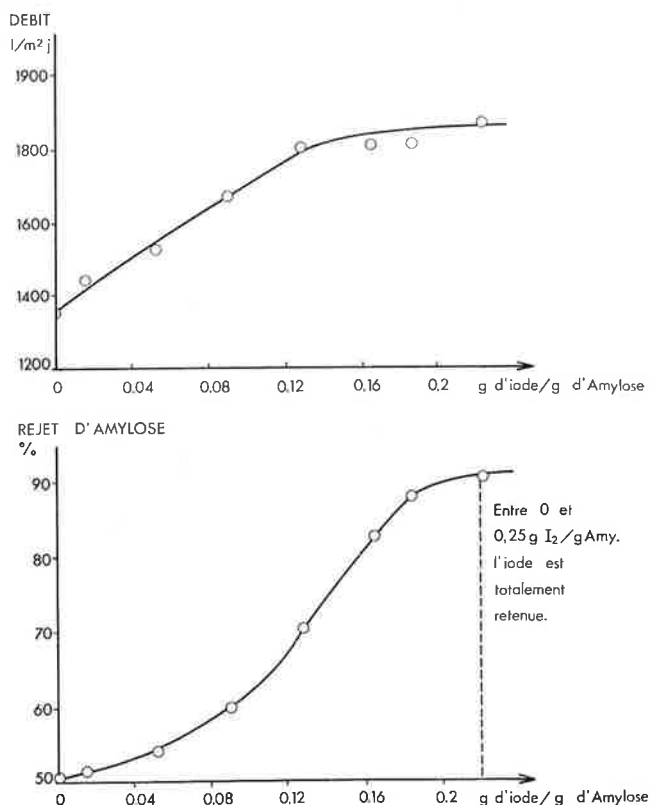 DEBIT
l/m² j
1900
1800
1600
1400
1200
0 0.04 0.08 0.12 0.16 0,2 g d'iode/g d'Amylose
REJET D'AMYLOSE
%
90
80
70
60
50
Entre 0 et
0,25g I₂/gAmy.
l'iode est
totalement
retenue.
0 0.04 0.08 0.12 0.16 0.2 g d'iode/g d'Amylose